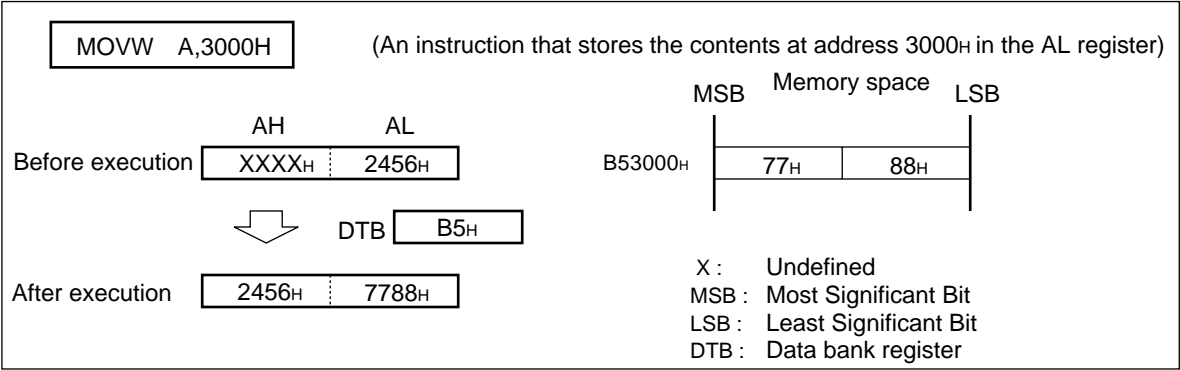 MOVW A,3000H (An instruction that stores the contents at address 3000H in the AL register)
Memory space
MSB LSB
AH AL
Before execution XXXXH 2456H B53000H 77H 88H
DTB B5H
After execution 2456H 7788H
X : Undefined
MSB : Most Significant Bit
LSB : Least Significant Bit
DTB : Data bank register